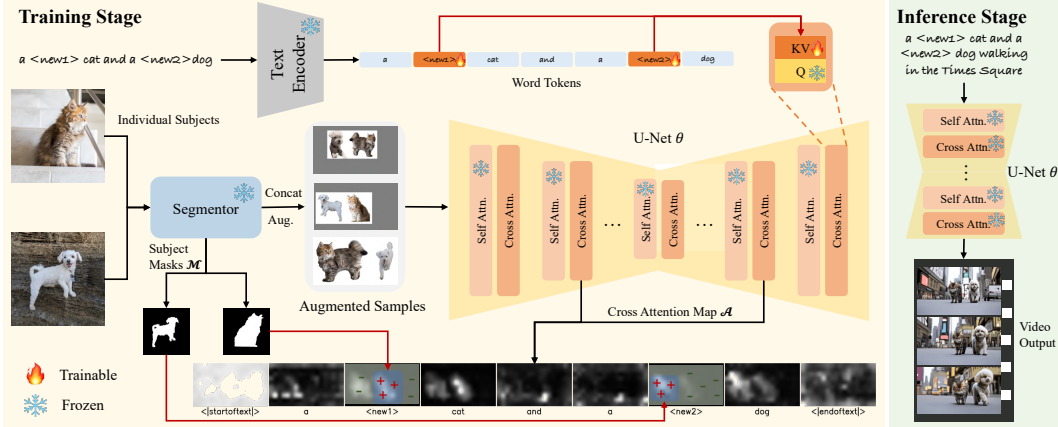 Training Stage
a <new1> cat and a <new2> dog
Text
Encoder
a
<new1>
cat
and
a
<new2>
dog
Word Tokens
KV
Q
Individual Subjects
Segmentor
Concat
Aug.
Subject
Masks M
Augmented Samples
U-Net θ
Self Attn.
Cross Attn.
Self Attn.
Cross Attn.
...
Self Attn.
Cross Attn.
...
Self Attn.
Cross Attn.
Self Attn.
Cross Attn.
Cross Attention Map A
Trainable
Frozen
<|startoftext|>
a
<new1>
cat
and
a
<new2>
dog
<|endoftext|>
Inference Stage
a <new1> cat and a
<new2> dog walking
in the Times Square
Self Attn.
Cross Attn.
⋮
U-Net θ
Self Attn.
Cross Attn.
Video
Output